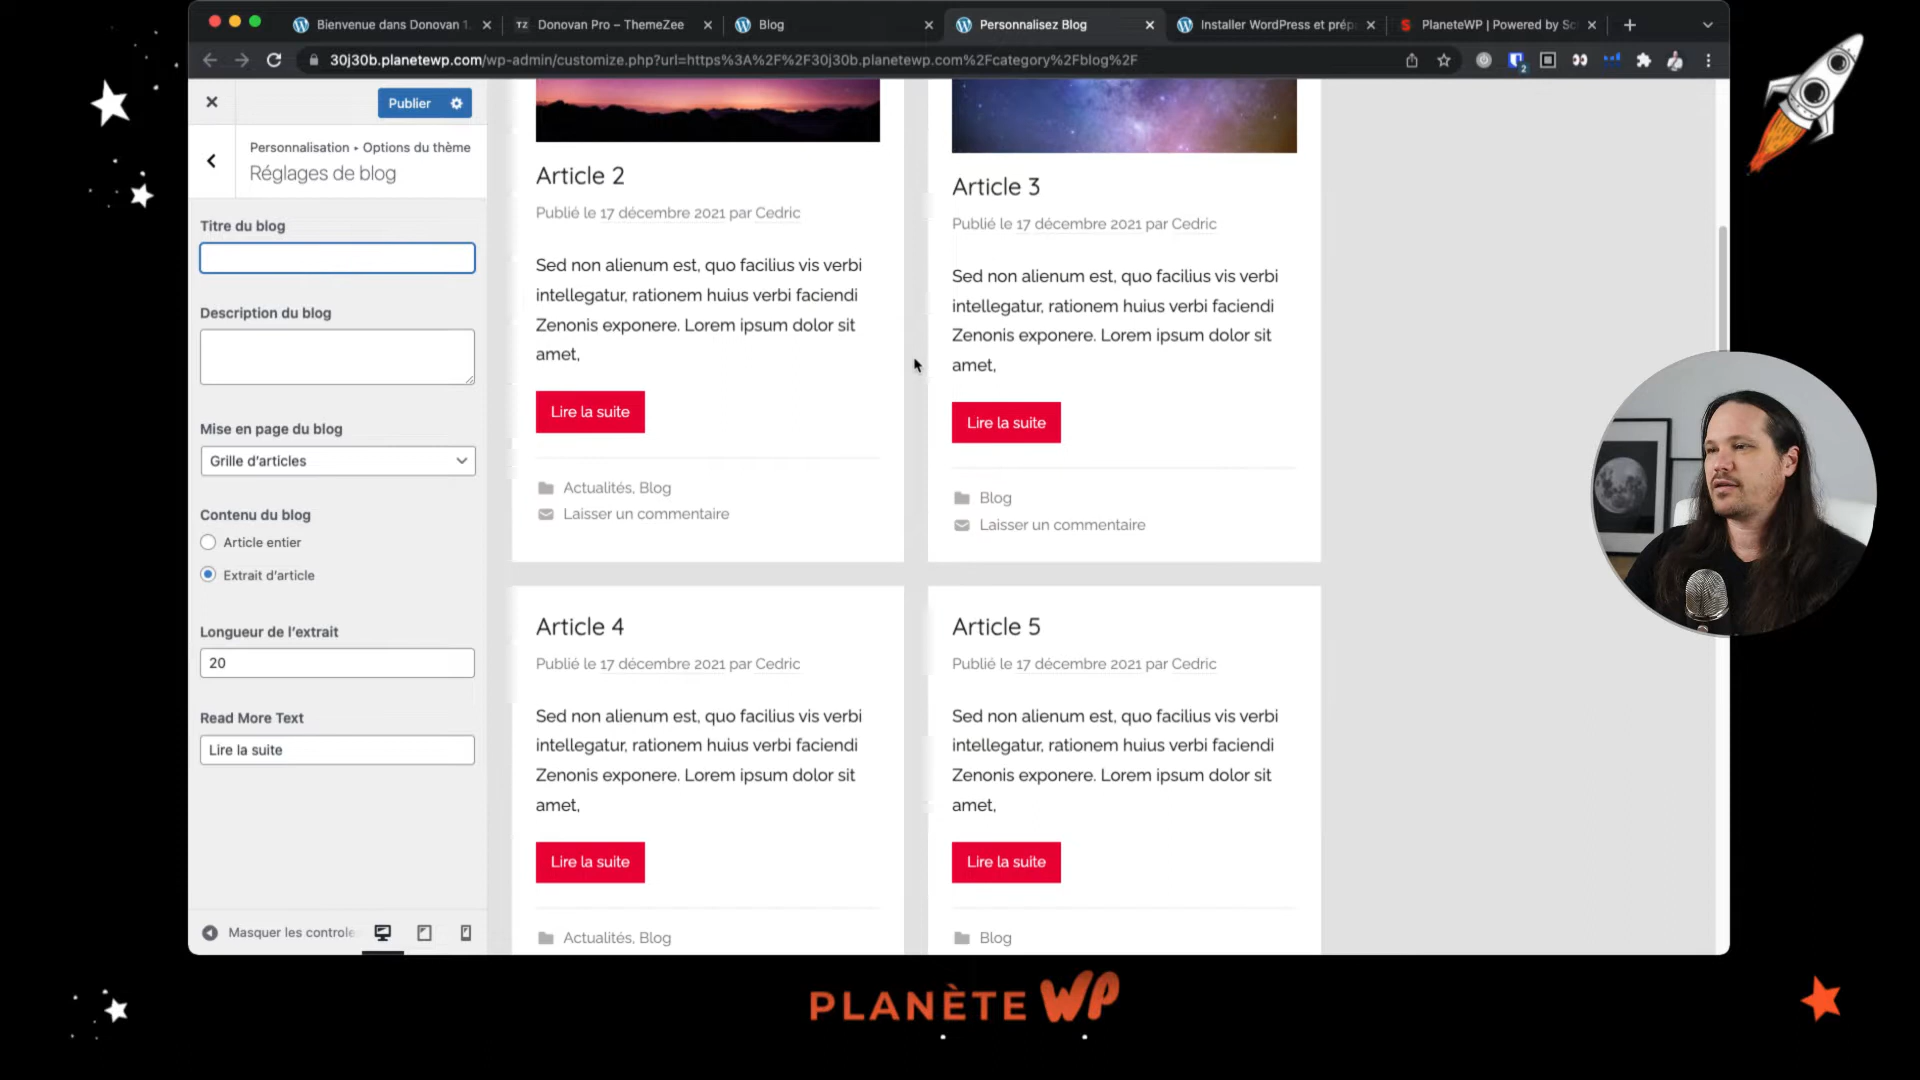 Bienvenue dans Donovan 1.
Donovan Pro – ThemeZee
Blog
Personnalisez Blog
Installer WordPress et prép
PlaneteWP | Powered by Sc
30j30b.planetewp.com/wp-admin/customize.php?url=https%3A%2F%2F30j30b.planetewp.com%2Fcategory%2Fblog%2F
Publier
Personnalisation ▸ Options du thème
Réglages de blog
Titre du blog
Description du blog
Mise en page du blog
Grille d'articles
Contenu du blog
Article entier
Extrait d'article
Longueur de l'extrait
20
Read More Text
Lire la suite
Masquer les controle
Article 2
Publié le 17 décembre 2021 par Cedric
Sed non alienum est, quo facilius vis verbi
intellegatur, rationem huius verbi faciendi
Zenonis exponere. Lorem ipsum dolor sit
amet,
Lire la suite
Actualités, Blog
Laisser un commentaire
Article 3
Publié le 17 décembre 2021 par Cedric
Sed non alienum est, quo facilius vis verbi
intellegatur, rationem huius verbi faciendi
Zenonis exponere. Lorem ipsum dolor sit
amet,
Lire la suite
Blog
Laisser un commentaire
Article 4
Publié le 17 décembre 2021 par Cedric
Sed non alienum est, quo facilius vis verbi
intellegatur, rationem huius verbi faciendi
Zenonis exponere. Lorem ipsum dolor sit
amet,
Lire la suite
Actualités, Blog
Article 5
Publié le 17 décembre 2021 par Cedric
Sed non alienum est, quo facilius vis verbi
intellegatur, rationem huius verbi faciendi
Zenonis exponere. Lorem ipsum dolor sit
amet,
Lire la suite
Blog
PLANÈTE WP